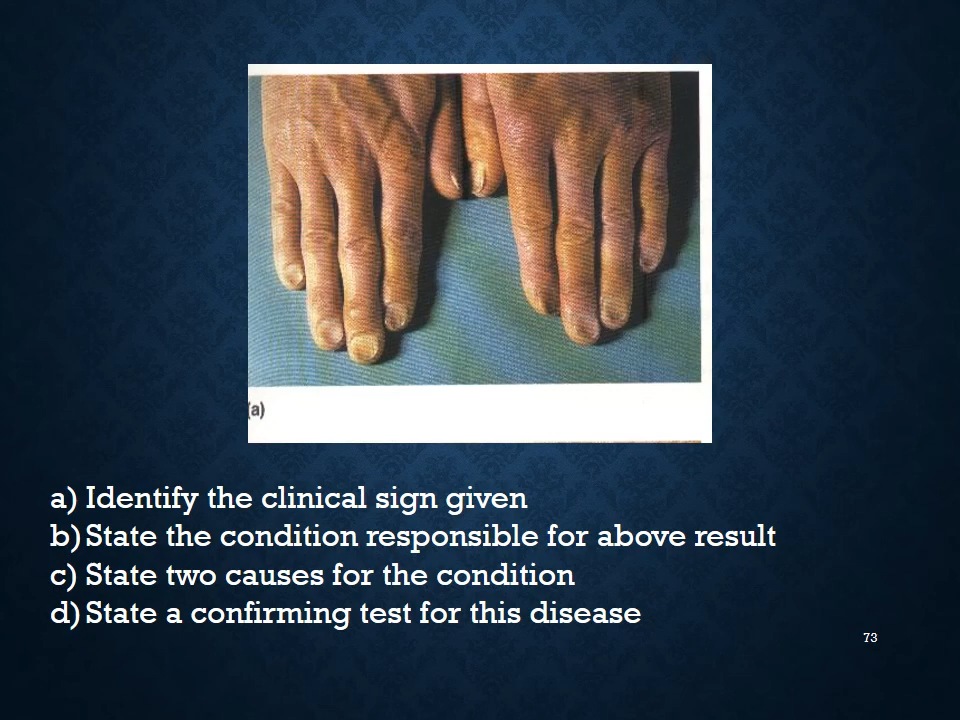 (a)
a) Identify the clinical sign given
b) State the condition responsible for above result
c) State two causes for the condition
d) State a confirming test for this disease
73